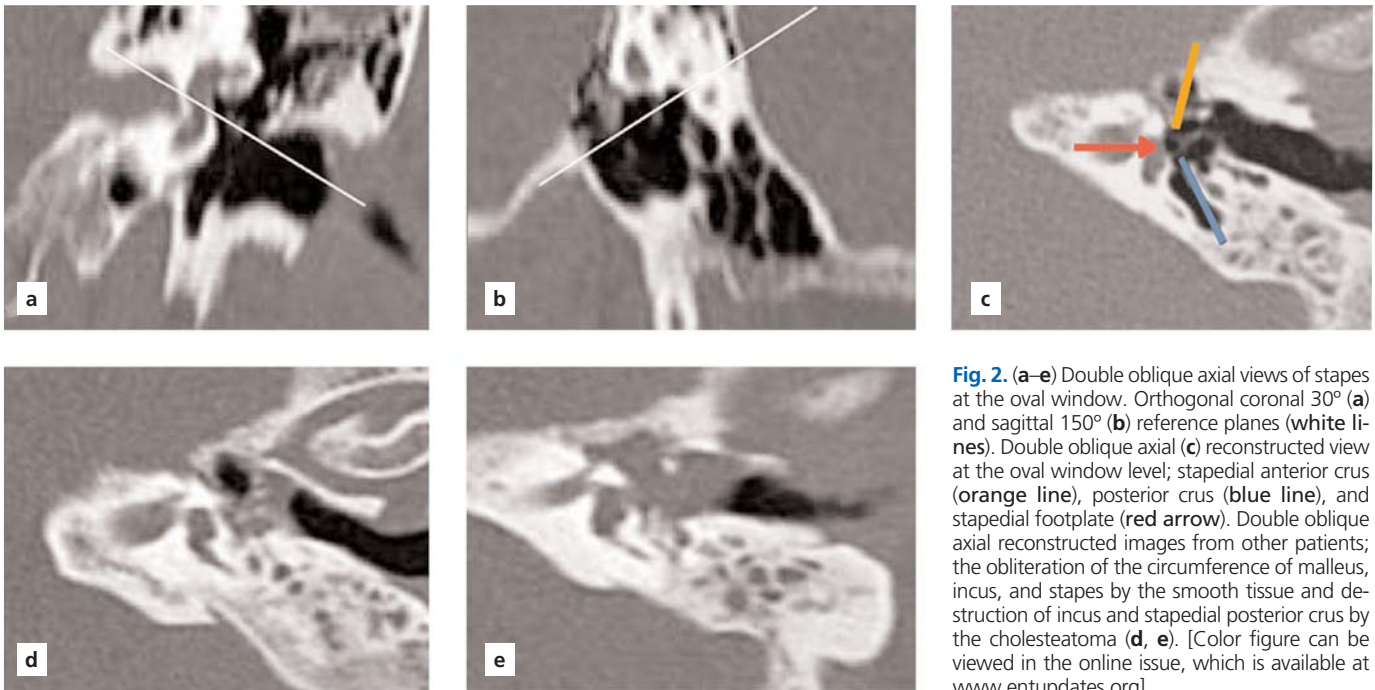 a
b
c
d
e
Fig. 2. (a–e) Double oblique axial views of stapes
at the oval window. Orthogonal coronal 30º (a)
and sagittal 150º (b) reference planes (white li-
nes). Double oblique axial (c) reconstructed view
at the oval window level; stapedial anterior crus
(orange line), posterior crus (blue line), and
stapedial footplate (red arrow). Double oblique
axial reconstructed images from other patients;
the obliteration of the circumference of malleus,
incus, and stapes by the smooth tissue and de-
struction of incus and stapedial posterior crus by
the cholesteatoma (d, e). [Color figure can be
viewed in the online issue, which is available at
www.entupdates.org]